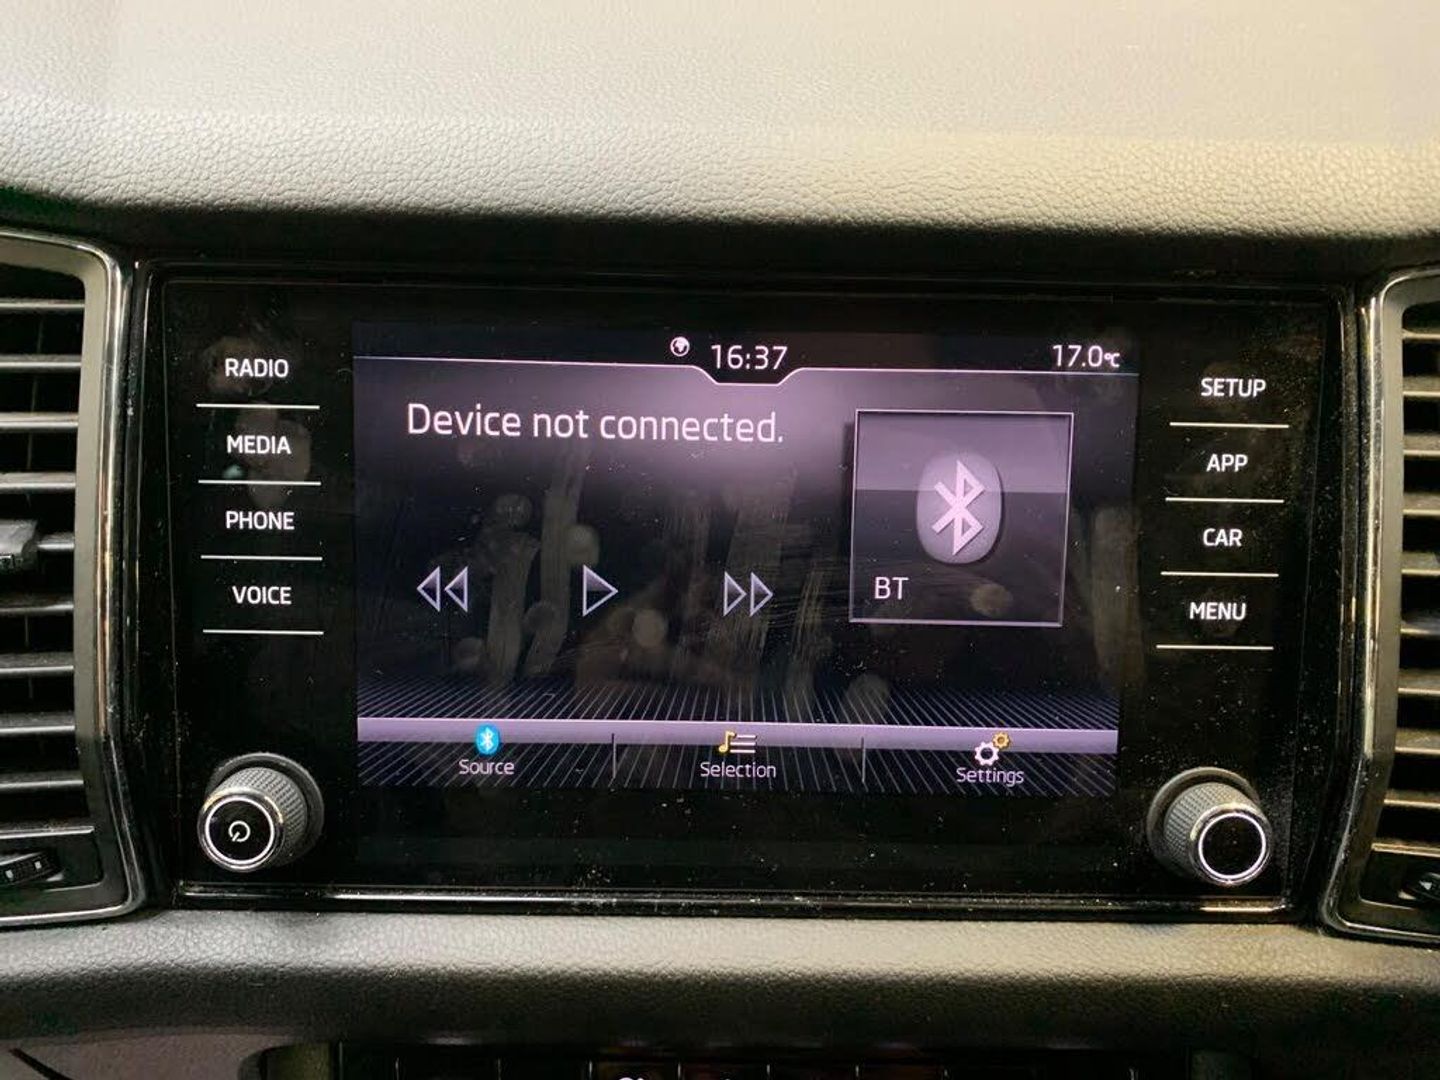 16:37
17.0°C
RADIO
MEDIA
PHONE
VOICE
Device not connected.
BT
Source
Selection
Settings
SETUP
APP
CAR
MENU